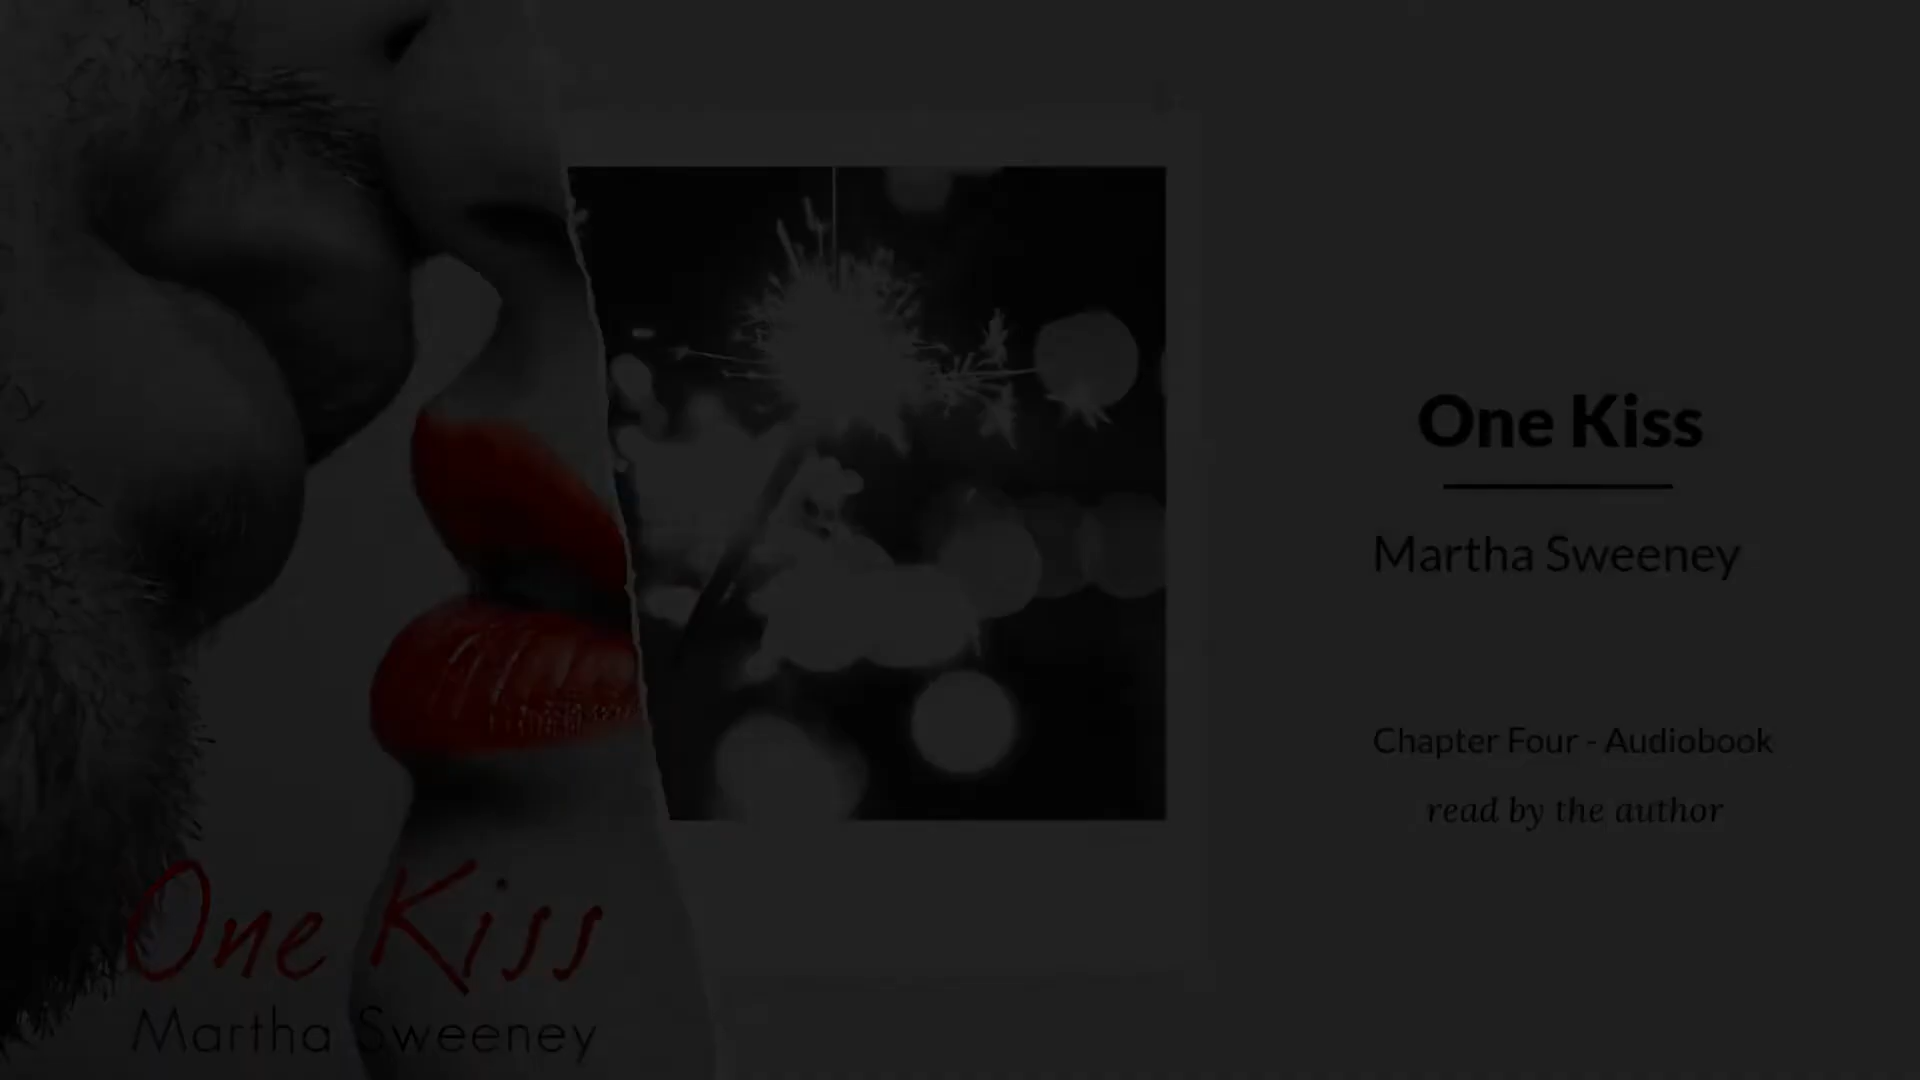 One Kiss
Martha Sweeney
Chapter Four - Audiobook
read by the author
One Kiss
Martha Sweeney